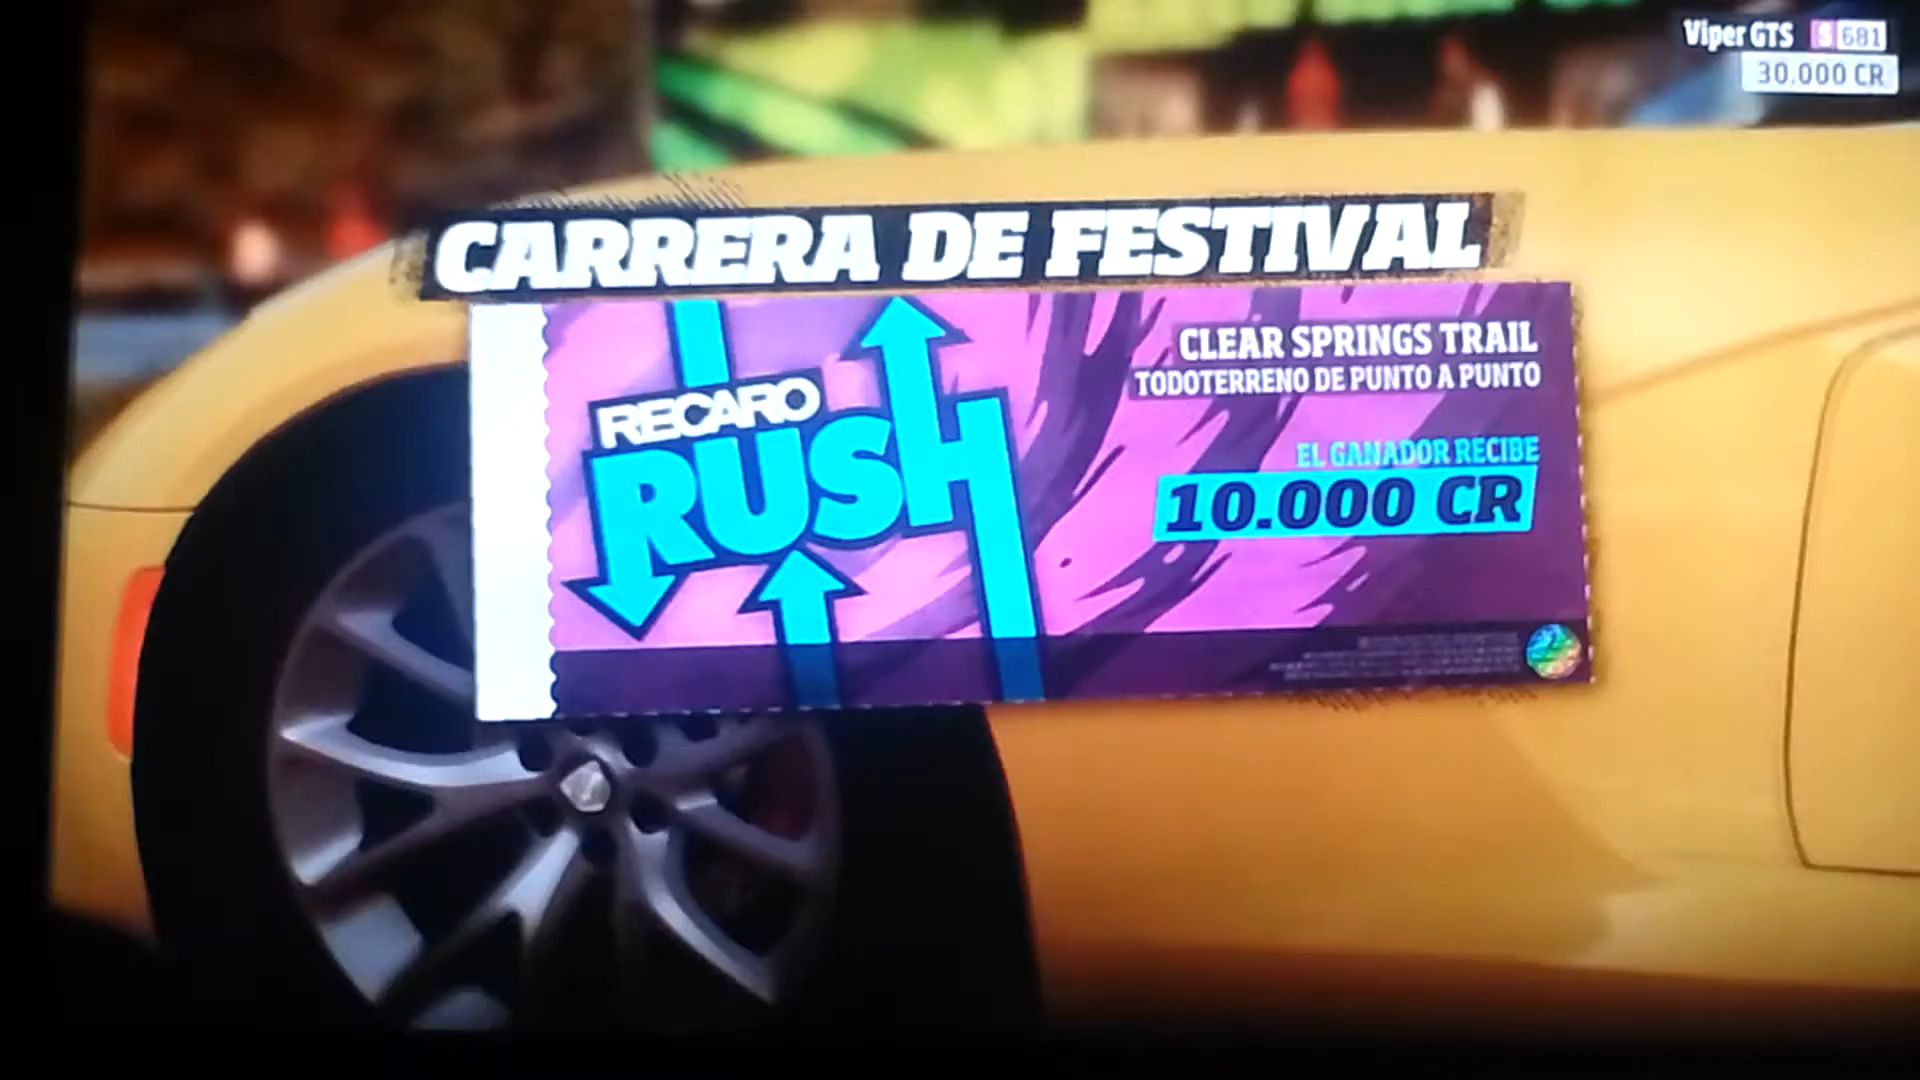 Viper GTS S 681
30.000 CR
CARRERA DE FESTIVAL
CLEAR SPRINGS TRAIL
TODOTERRENO DE PUNTO A PUNTO
RECARO
RUSH
EL GANADOR RECIBE
10.000 CR